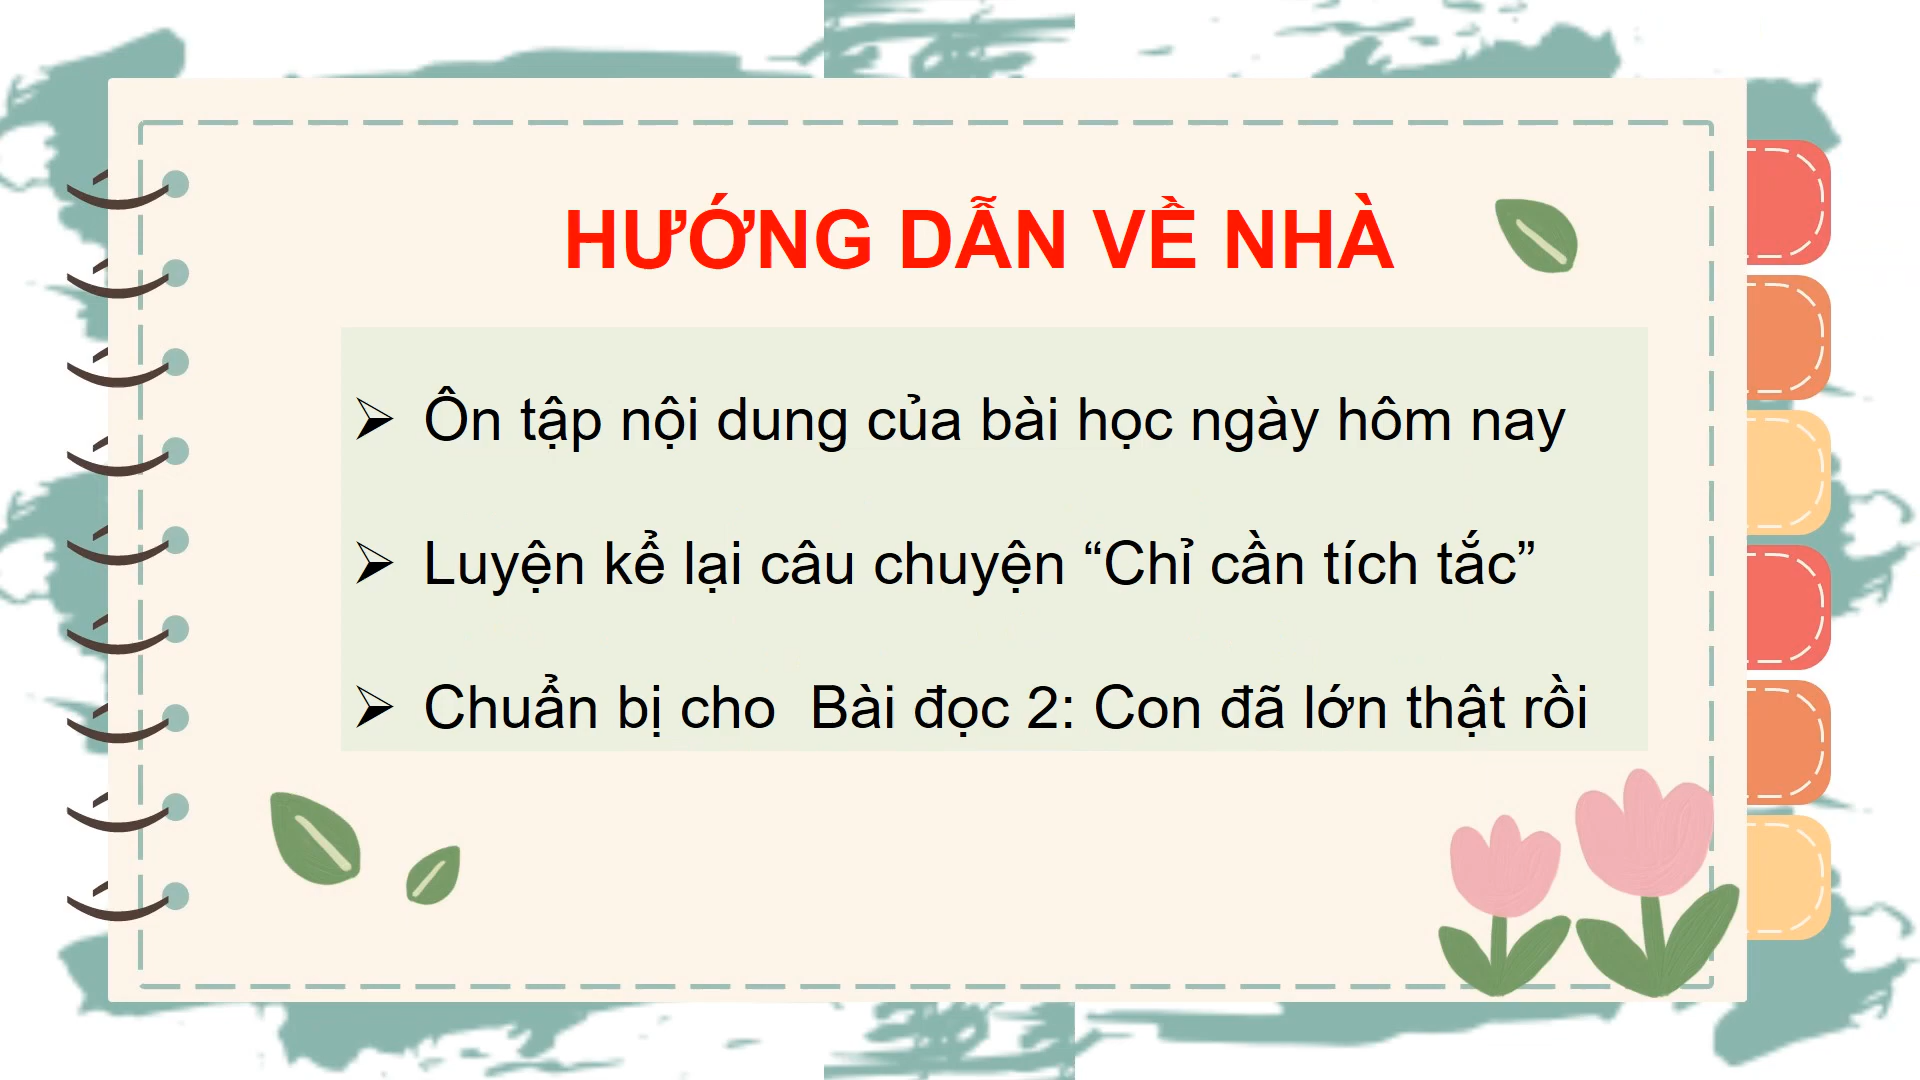 HƯỚNG DẪN VỀ NHÀ
Ôn tập nội dung của bài học ngày hôm nay
Luyện kể lại câu chuyện “Chỉ cần tích tắc”
Chuẩn bị cho  Bài đọc 2: Con đã lớn thật rồi